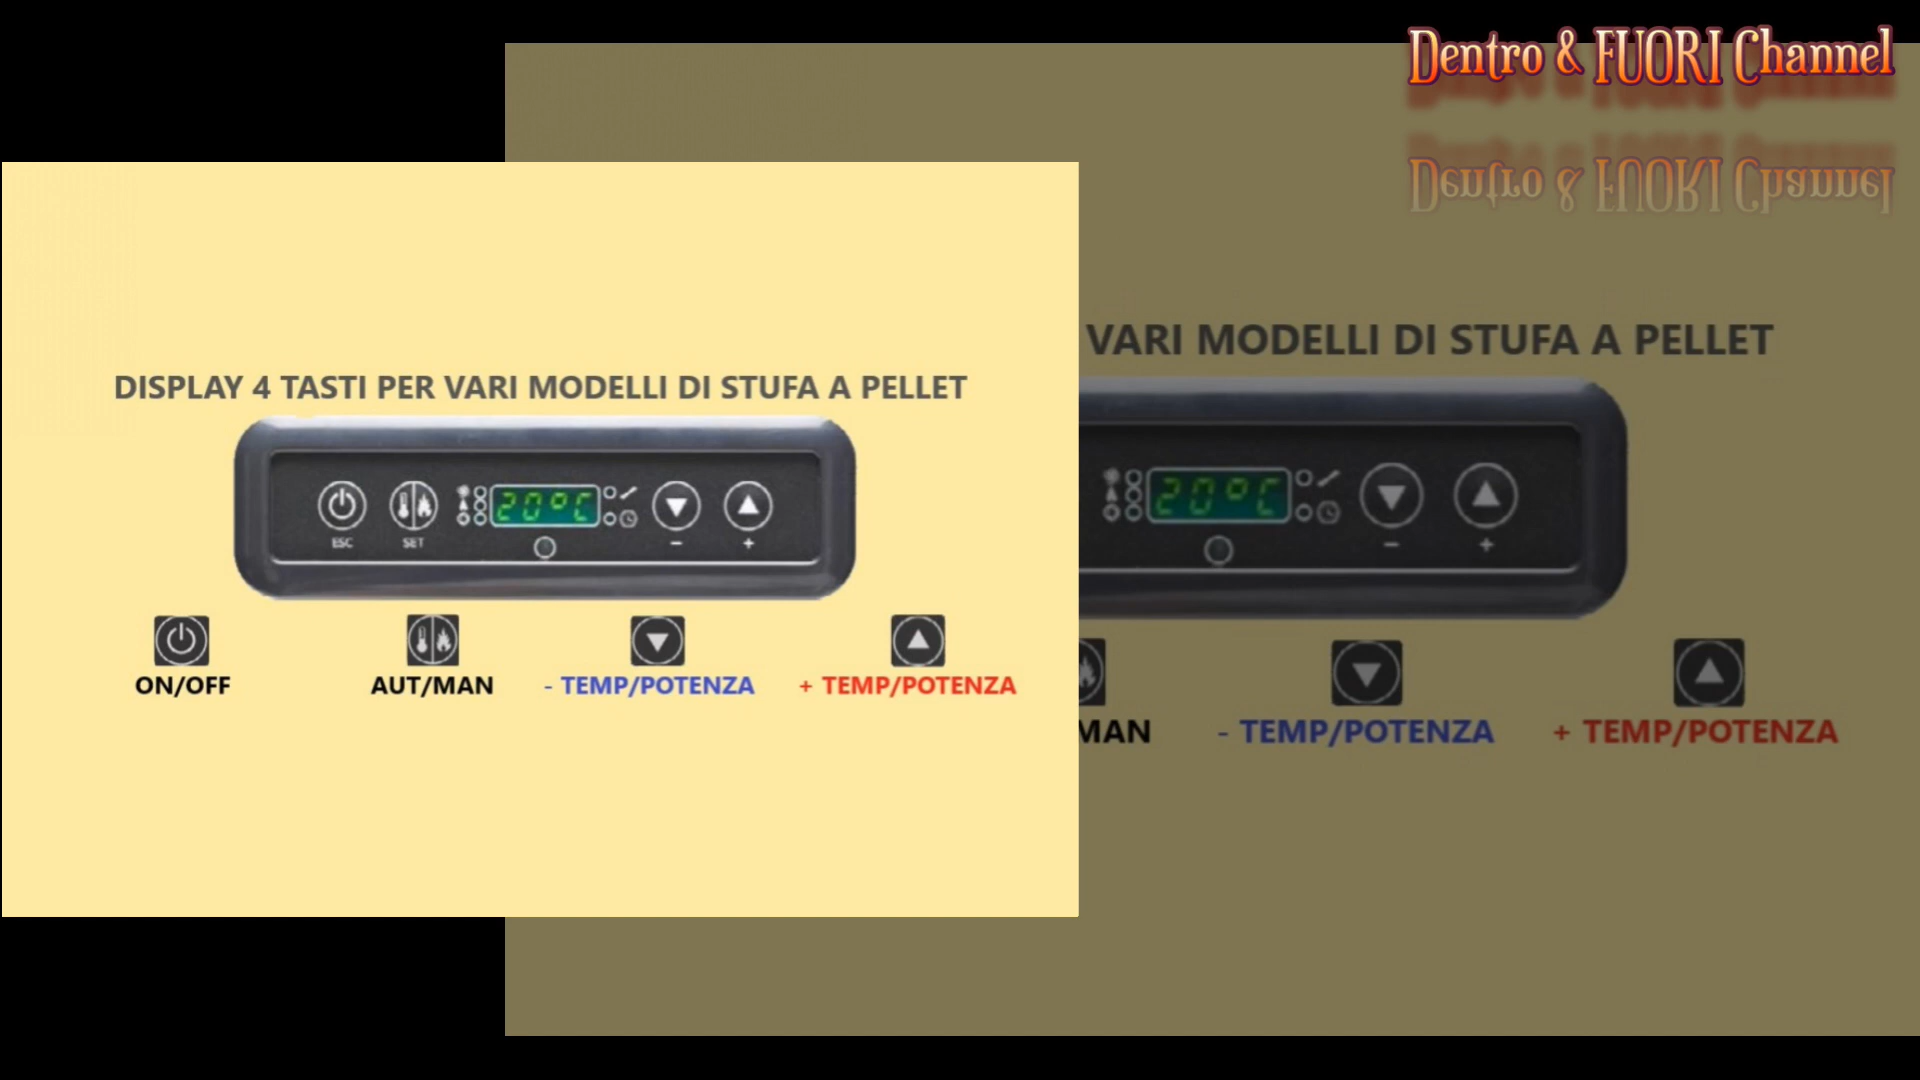 Dentro & FUORI Channel
Dentro & FUORI Channel
DISPLAY 4 TASTI PER VARI MODELLI DI STUFA A PELLET
20°C
ESC
SET
-
+
ON/OFF
AUT/MAN
- TEMP/POTENZA
+ TEMP/POTENZA
VARI MODELLI DI STUFA A PELLET
20°C
-
+
MAN
- TEMP/POTENZA
+ TEMP/POTENZA